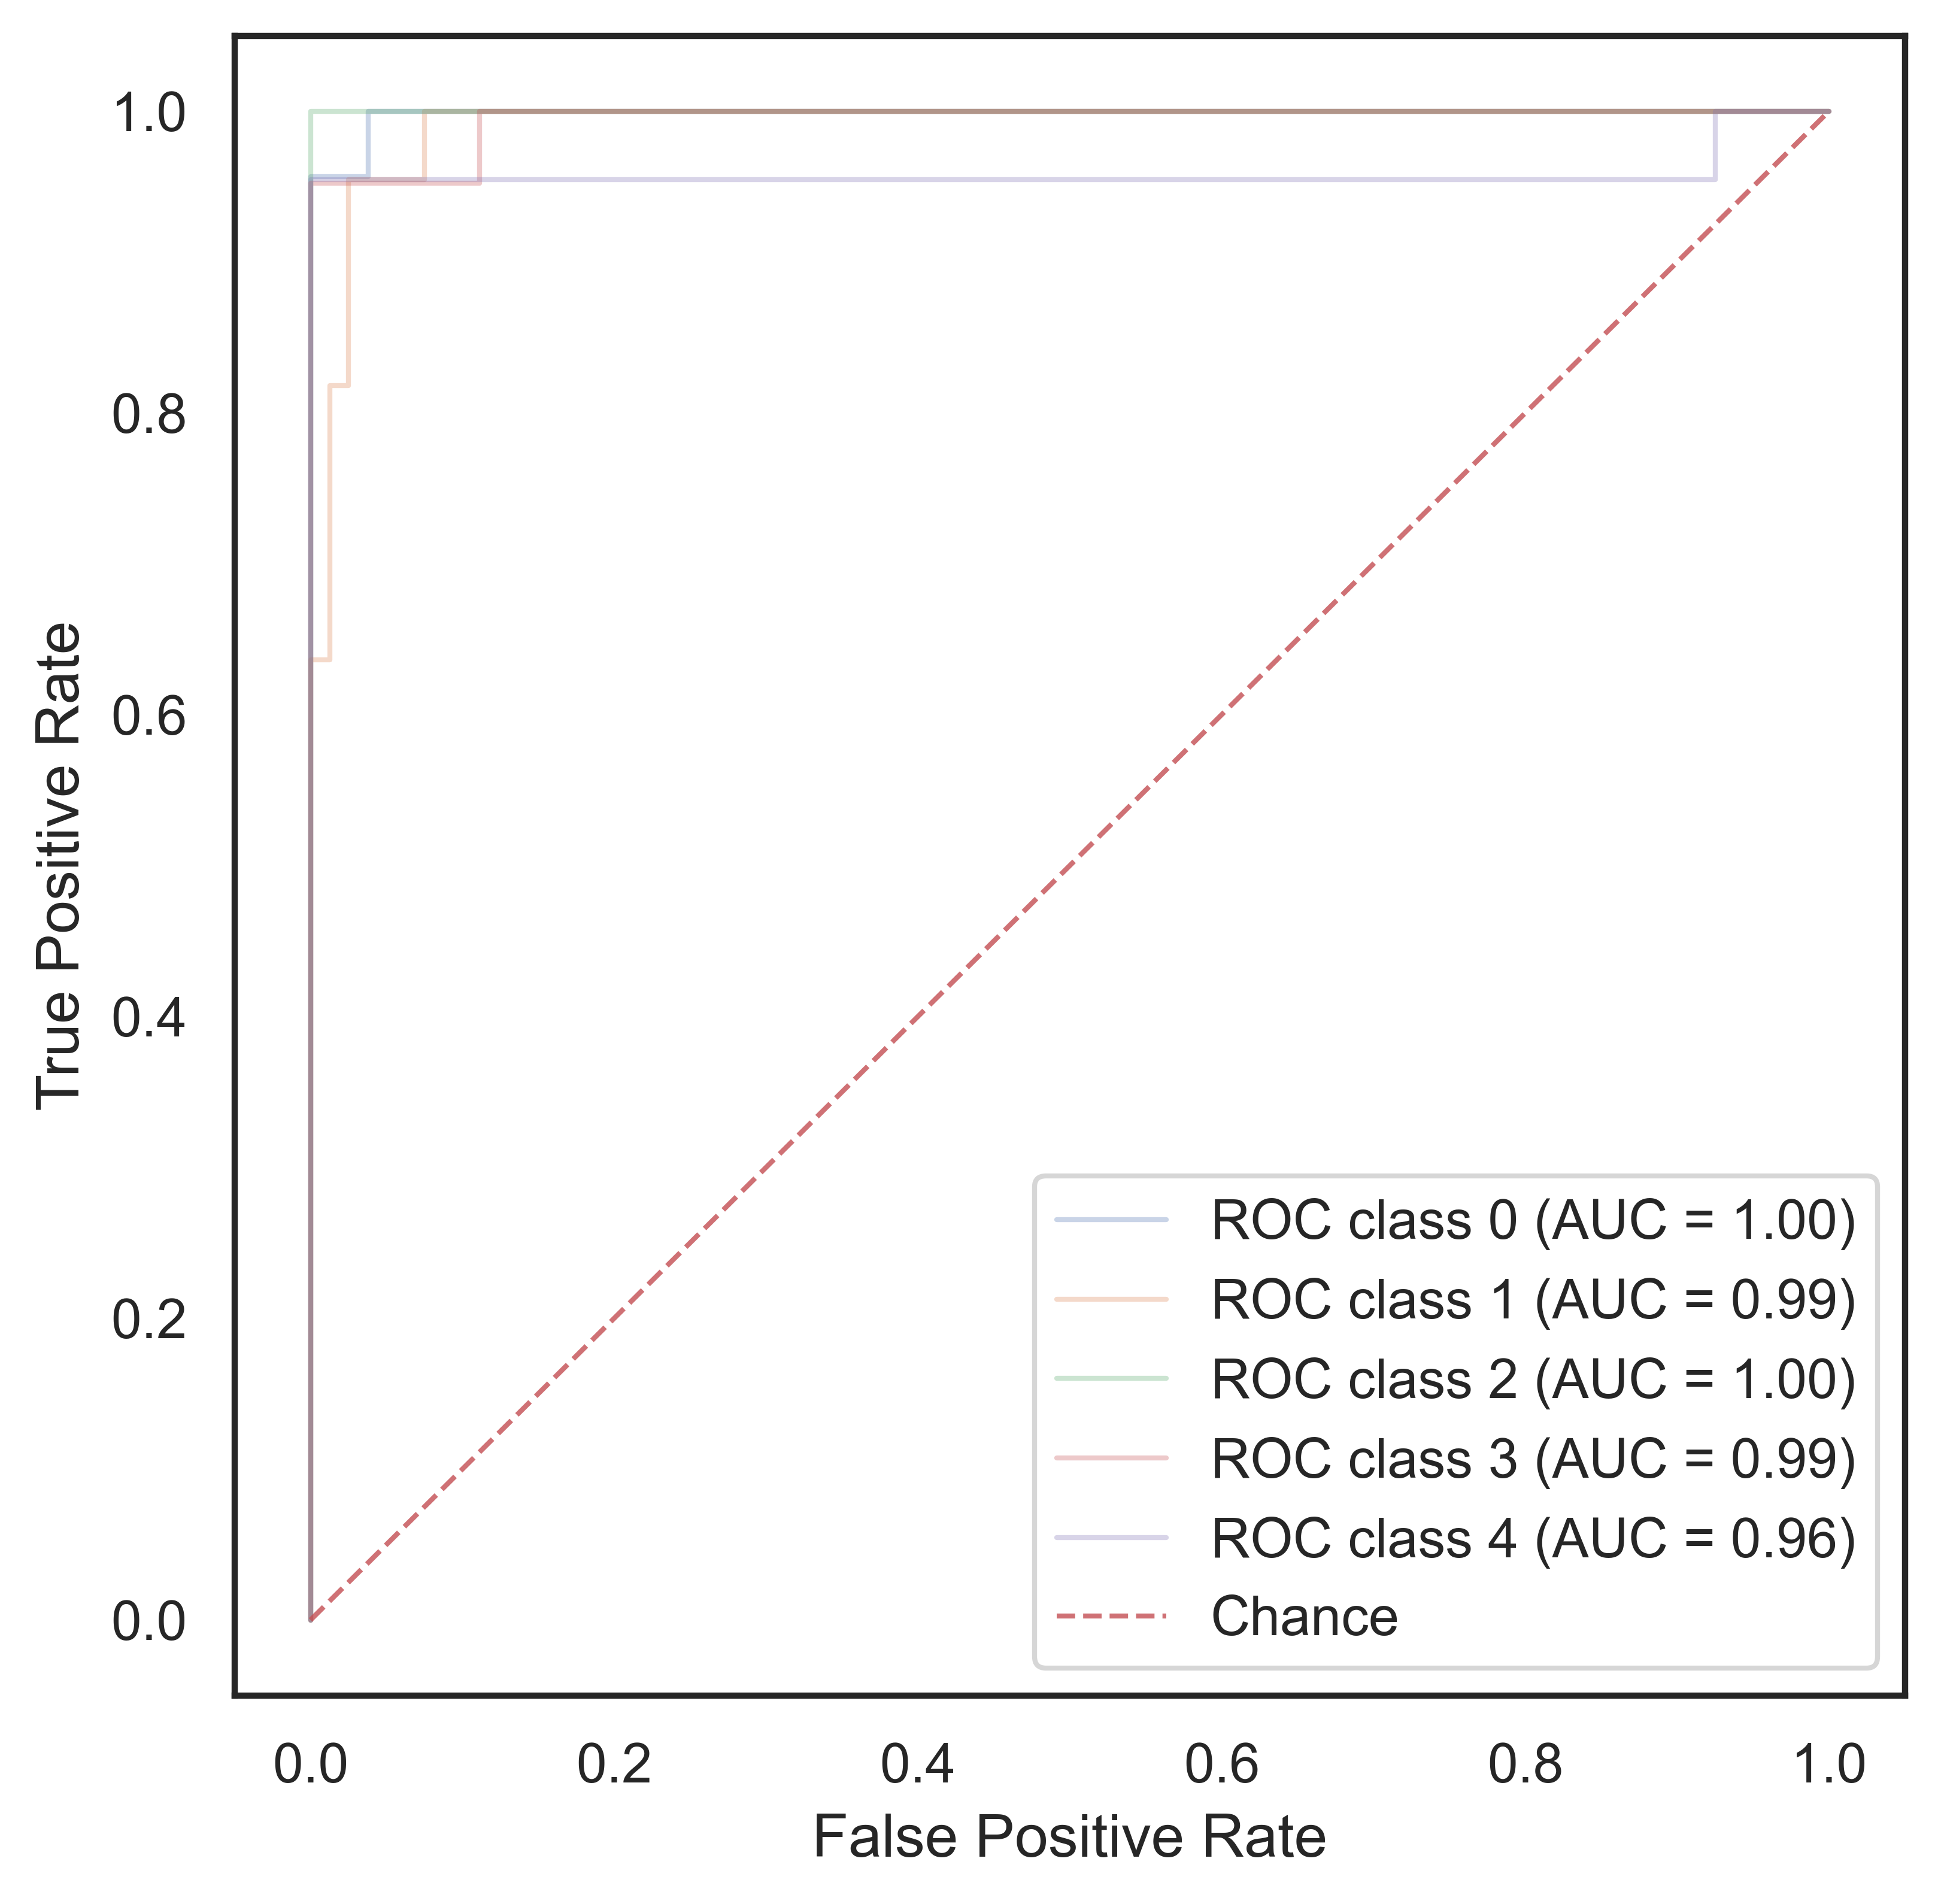 1.0
0.8
0.6
0.4
0.2
0.0
True Positive Rate
ROC class 0 (AUC = 1.00)
ROC class 1 (AUC = 0.99)
ROC class 2 (AUC = 1.00)
ROC class 3 (AUC = 0.99)
ROC class 4 (AUC = 0.96)
Chance
0.0 0.2 0.4 0.6 0.8 1.0
False Positive Rate